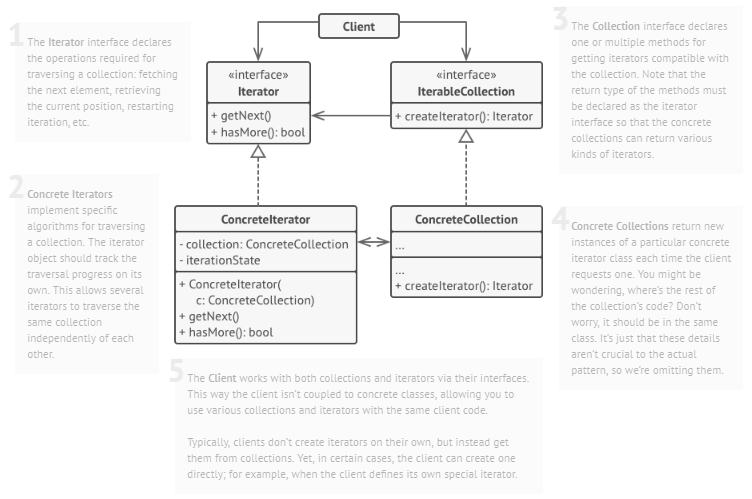 Client
1
The Iterator interface declares
the operations required for
traversing a collection: fetching
the next element, retrieving
the current position, restarting
iteration, etc.
«interface»
Iterator
+ getNext()
+ hasMore(): bool
«interface»
IterableCollection
+ createIterator(): Iterator
3
The Collection interface declares
one or multiple methods for
getting iterators compatible with
the collection. Note that the
return type of the methods must
be declared as the iterator
interface so that the concrete
collections can return various
kinds of iterators.
2
Concrete Iterators
implement specific
algorithms for traversing
a collection. The iterator
object should track the
traversal progress on its
own. This allows several
iterators to traverse the
same collection
independently of each
other.
ConcreteIterator
- collection: ConcreteCollection
- iterationState
+ ConcreteIterator(
c: ConcreteCollection)
+ getNext()
+ hasMore(): bool
ConcreteCollection
...
...
+ createIterator(): Iterator
4
Concrete Collections return new
instances of a particular concrete
iterator class each time the client
requests one. You might be
wondering, where's the rest of
the collection's code? Don't
worry, it should be in the same
class. It's just that these details
aren't crucial to the actual
pattern, so we're omitting them.
5
The Client works with both collections and iterators via their interfaces.
This way the client isn't coupled to concrete classes, allowing you to
use various collections and iterators with the same client code.
Typically, clients don't create iterators on their own, but instead get
them from collections. Yet, in certain cases, the client can create one
directly; for example, when the client defines its own special iterator.